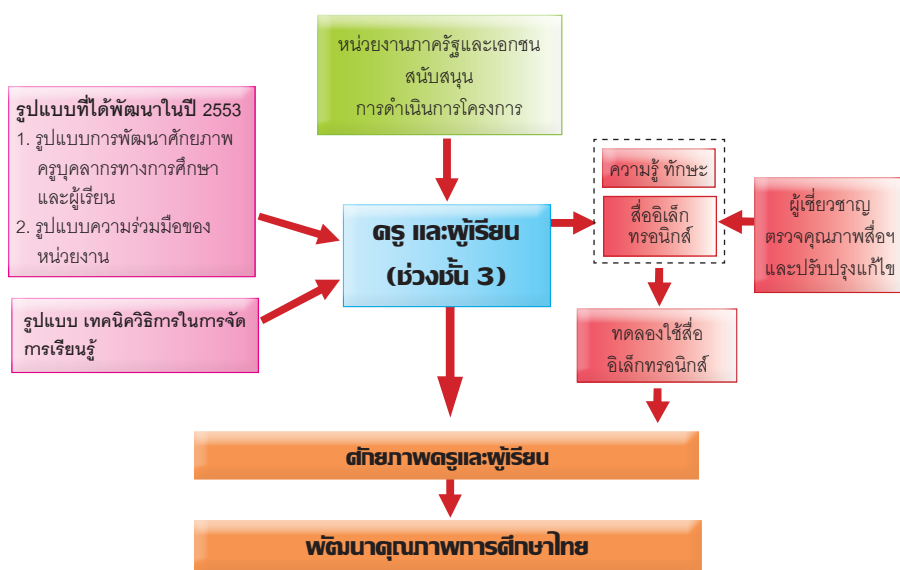 หน่วยงานภาครัฐและเอกชน
สนับสนุน
การดำเนินการโครงการ
รูปแบบที่ได้พัฒนาในปี 2553
1. รูปแบบการพัฒนาศักยภาพ
ครูบุคลากรทางการศึกษา
และผู้เรียน
2. รูปแบบความร่วมมือของ
หน่วยงาน
รูปแบบ เทคนิควิธิการในการจัด
การเรียนรู้
ครู และผู้เรียน
(ช่วงชั้น 3)
ความรู้ ทักษะ
สื่ออิเล็ก
ทรอนิกส์
ผู้เชี่ยวชาญ
ตรวจคุณภาพสื่อฯ
และปรับปรุงแก้ไข
ทดลองใช้สื่อ
อิเล็กทรอนิกส์
ศักยภาพครูและผู้เรียน
พัฒนาคุณภาพการศึกษาไทย